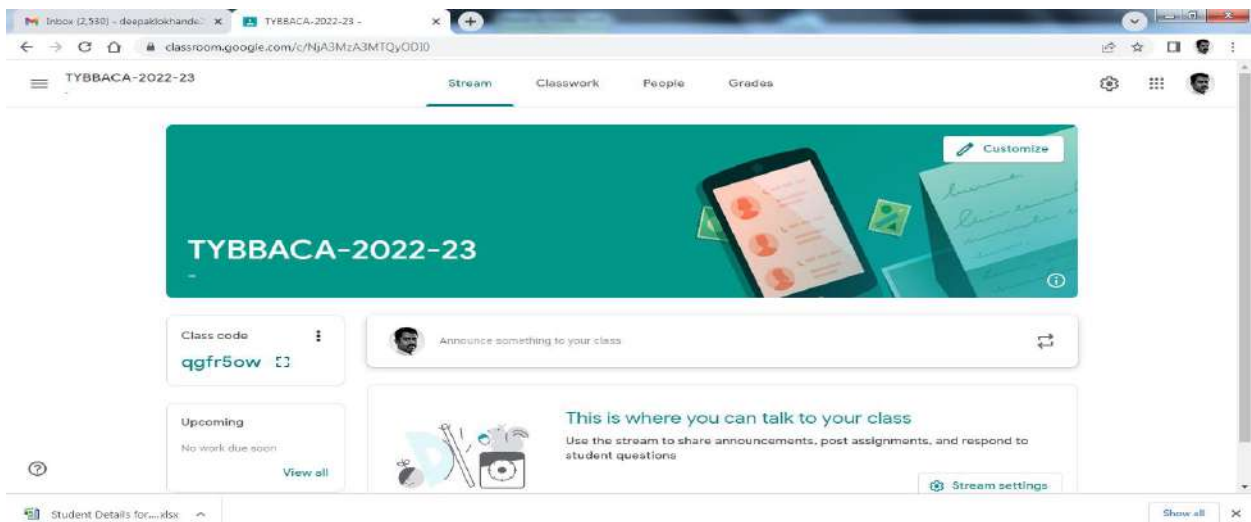 Inbox (2,530) - deepaklokhande
TYBBACA-2022-23 -
classroom.google.com/c/NjA3MzA3MTQyODI0
TYBBACA-2022-23
Stream Classwork People Grades
Customize
TYBBACA-2022-23
Class code
qgfr5ow
Announce something to your class
Upcoming
No work due soon
View all
This is where you can talk to your class
Use the stream to share announcements, post assignments, and respond to
student questions
Stream settings
Student Details for....xlsx
Show all